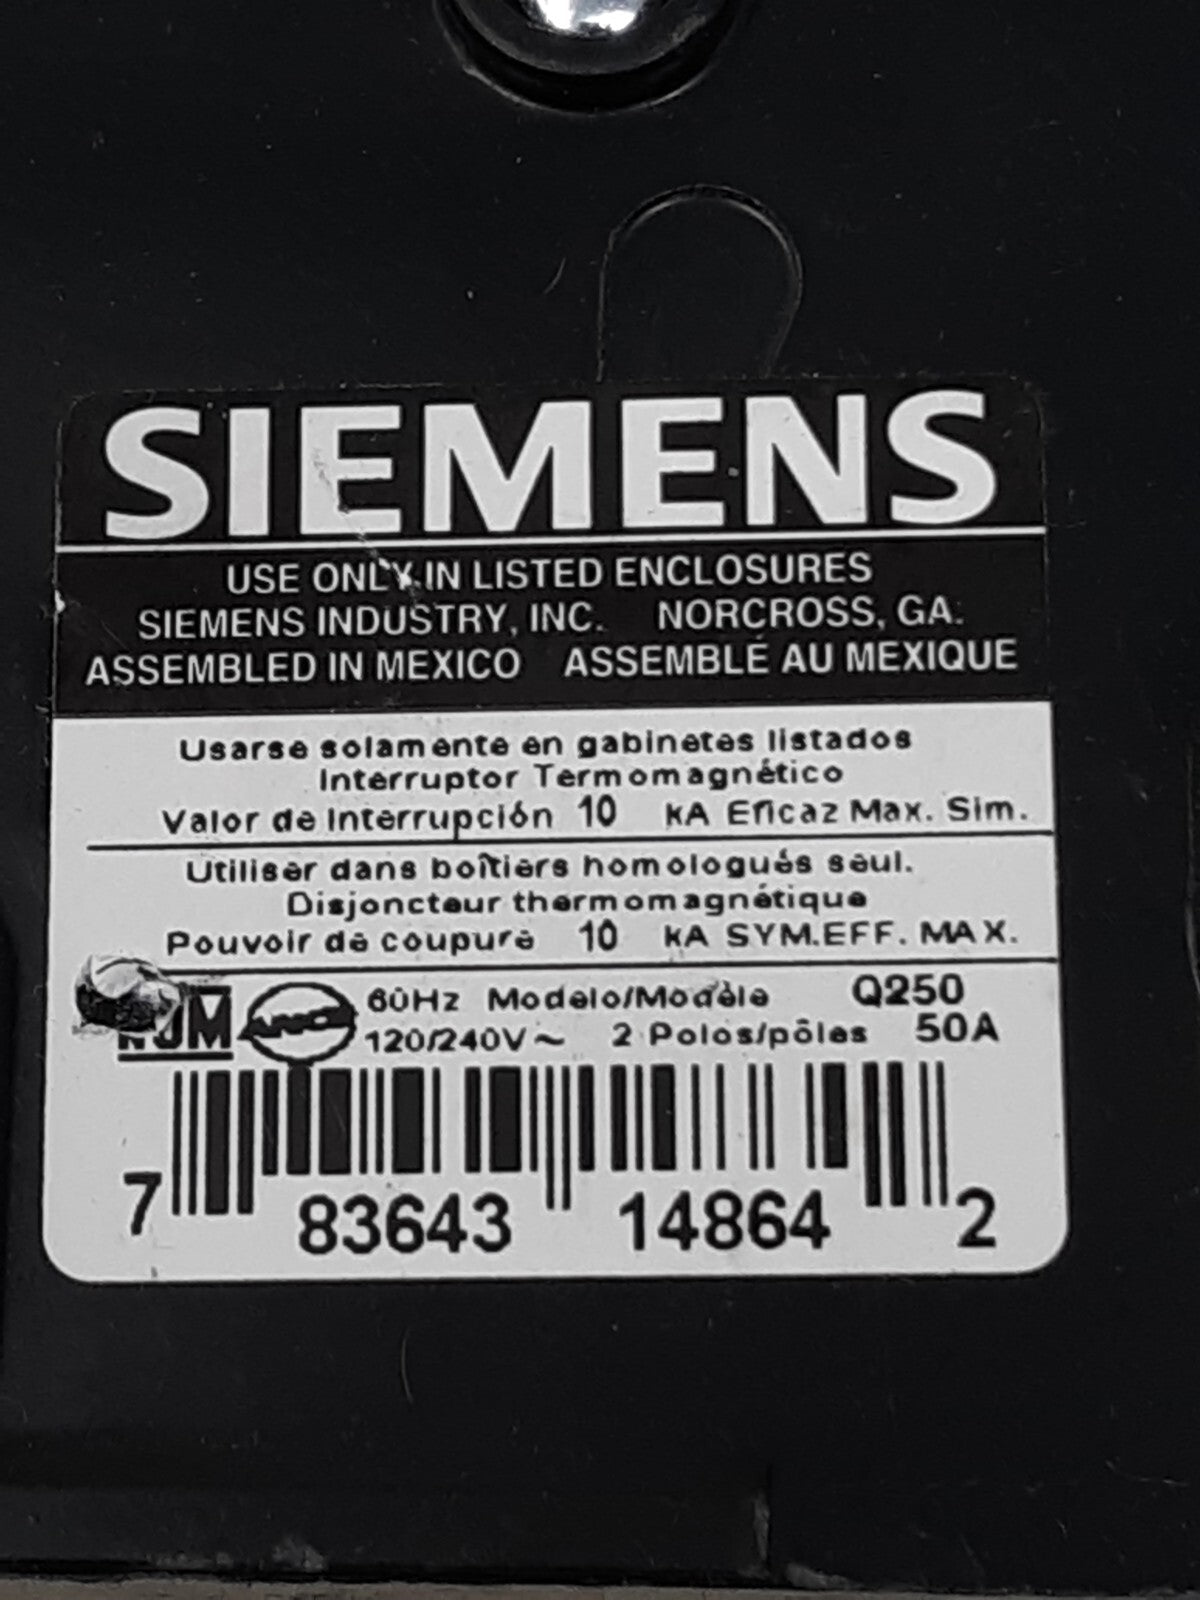 SIEMENS
USE ONLY IN LISTED ENCLOSURES
SIEMENS INDUSTRY, INC. NORCROSS, GA.
ASSEMBLED IN MEXICO ASSEMBLÉ AU MEXIQUE
Usarse solamente en gabinetes listados
Interruptor Termomagnético
Valor de Interrupción 10 kA Eficaz Max. Sim.
Utiliser dans boîtiers homologués seul.
Disjoncteur thermomagnétique
Pouvoir de coupure 10 kA SYM.EFF. MAX.
NOM ANCE 60Hz Modelo/Modèle Q250
120/240V~ 2 Polos/pôles 50A
7 83643 14864 2